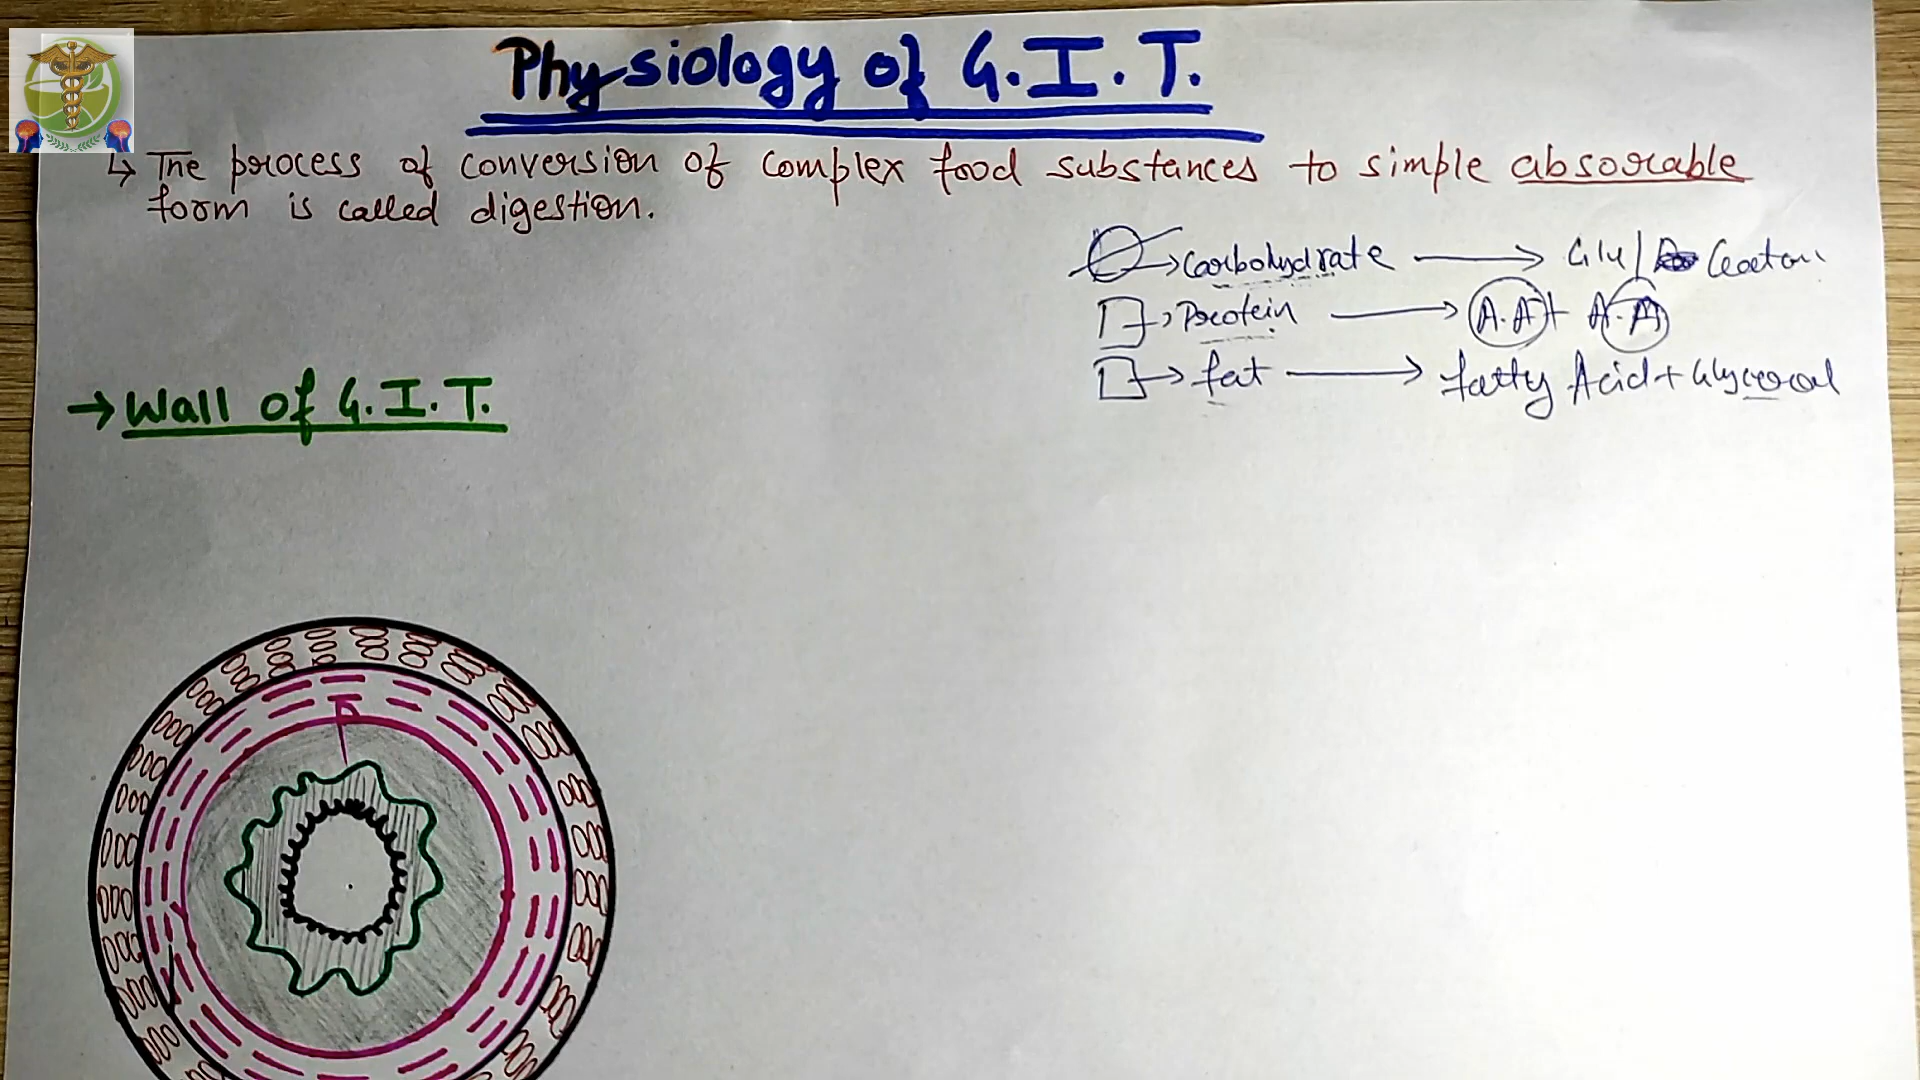 Physiology of G.I.T.
↳ The process of conversion of complex food substances to simple absorable
form is called digestion.
→ Carbohydrate → Glu/
→ Protein → A.A + A.A
→ fat → fatty Acid + Glyceroal
→ Wall of G.I.T.